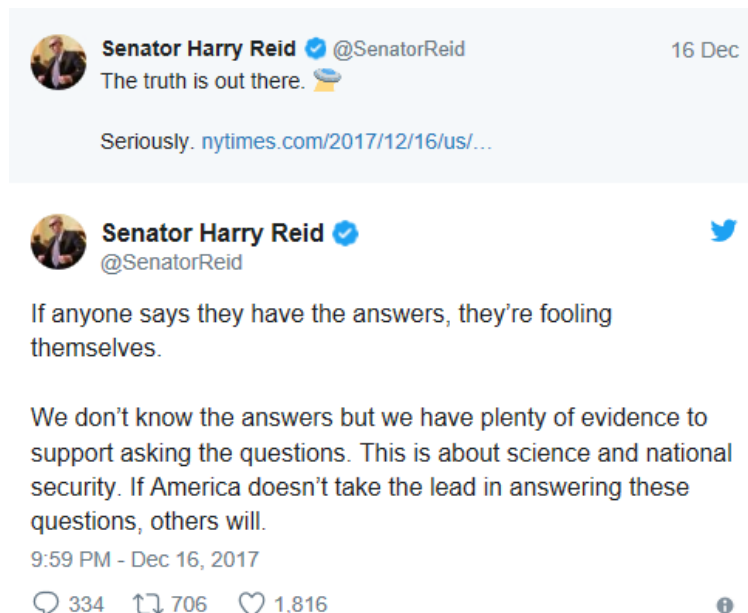 Senator Harry Reid @SenatorReid 16 Dec
The truth is out there.
Seriously. nytimes.com/2017/12/16/us/...
Senator Harry Reid
@SenatorReid
If anyone says they have the answers, they’re fooling
themselves.
We don’t know the answers but we have plenty of evidence to
support asking the questions. This is about science and national
security. If America doesn’t take the lead in answering these
questions, others will.
9:59 PM - Dec 16, 2017
334 706 1,816